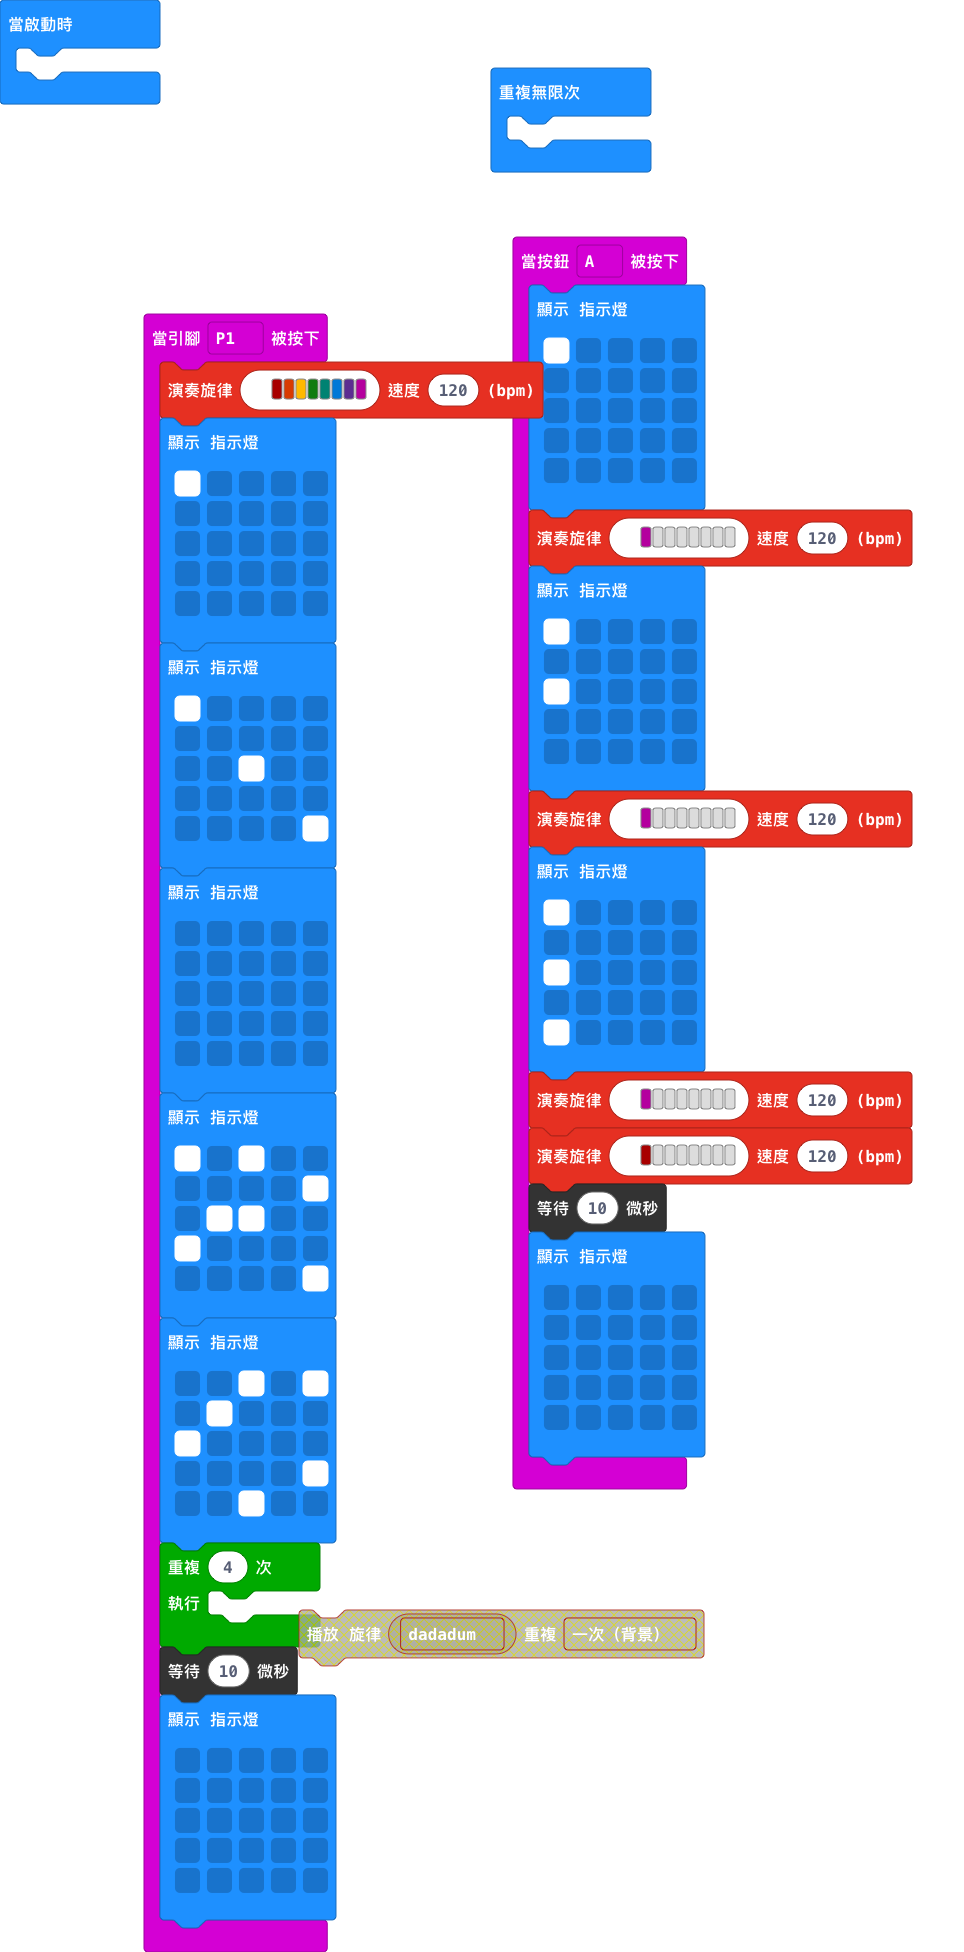 當啟動時
重複無限次
當按鈕 A 被按下
顯示 指示燈
演奏旋律 速度 120 (bpm)
顯示 指示燈
演奏旋律 速度 120 (bpm)
顯示 指示燈
演奏旋律 速度 120 (bpm)
演奏旋律 速度 120 (bpm)
等待 10 微秒
顯示 指示燈
當引腳 P1 被按下
演奏旋律 速度 120 (bpm)
顯示 指示燈
顯示 指示燈
顯示 指示燈
顯示 指示燈
顯示 指示燈
重複 4 次
執行
播放 旋律 dadadum 重複 一次 (背景)
等待 10 微秒
顯示 指示燈